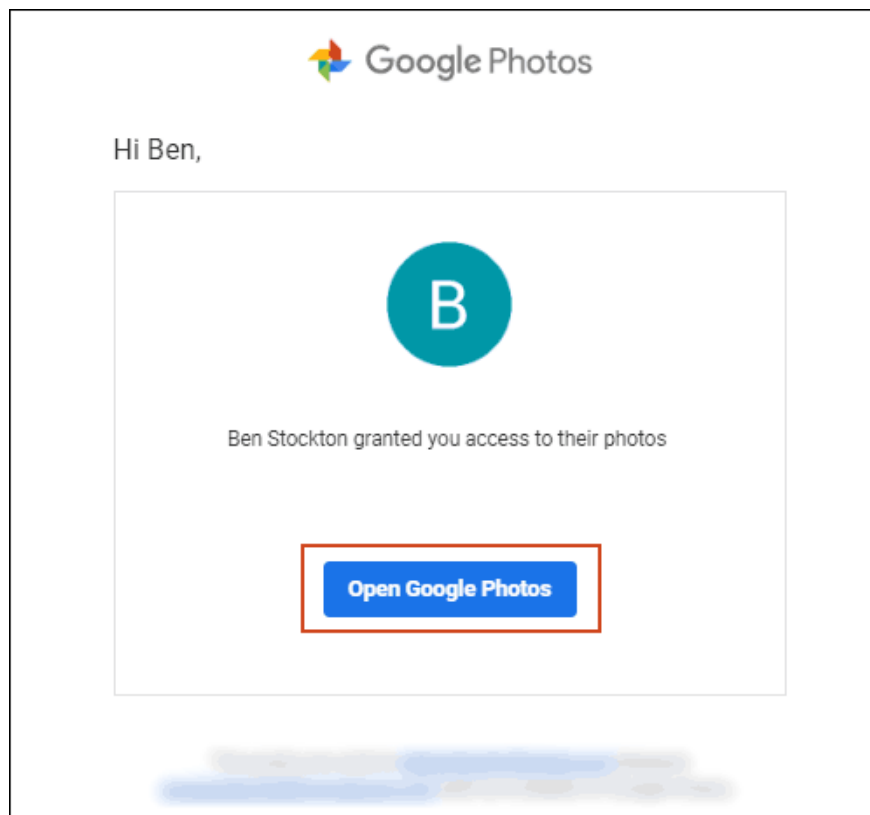 Google Photos
Hi Ben,
B
Ben Stockton granted you access to their photos
Open Google Photos